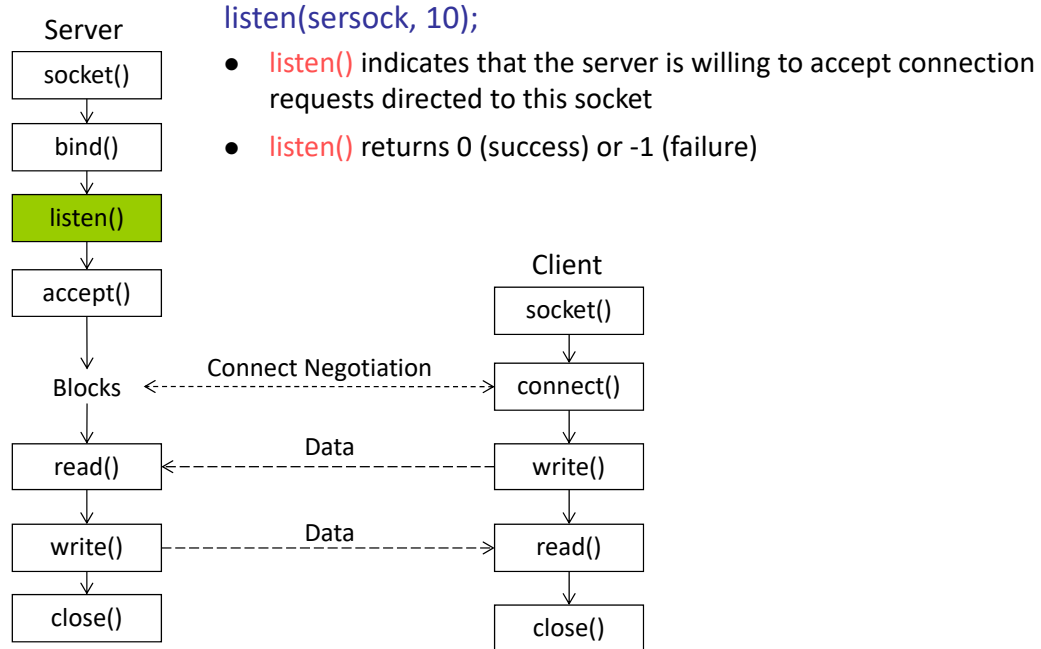 listen(sersock, 10);
● listen() indicates that the server is willing to accept connection
requests directed to this socket
● listen() returns 0 (success) or -1 (failure)
Server
socket()
bind()
listen()
accept()
Blocks
read()
write()
close()
Connect Negotiation
Data
Data
Client
socket()
connect()
write()
read()
close()